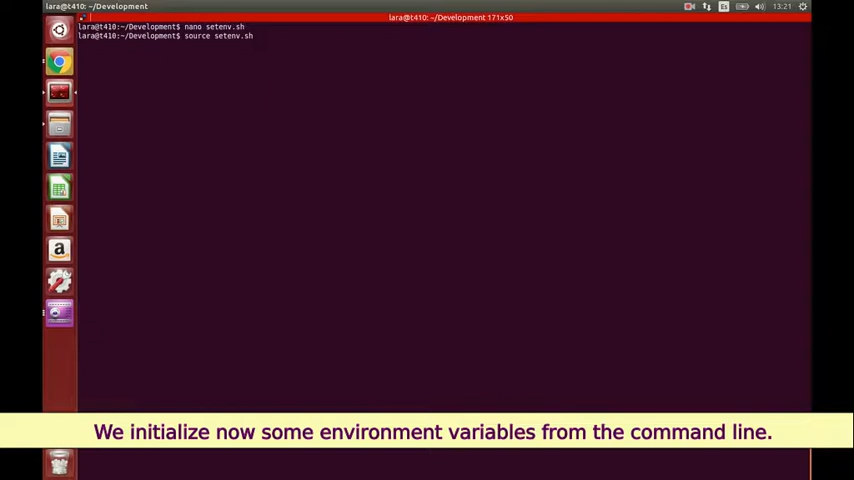 lara@t410: ~/Development
Es
13:21
lara@t410: ~/Development 171x50
lara@t410:~/Development$ nano setenv.sh
lara@t410:~/Development$ source setenv.sh
a
We initialize now some environment variables from the command line.